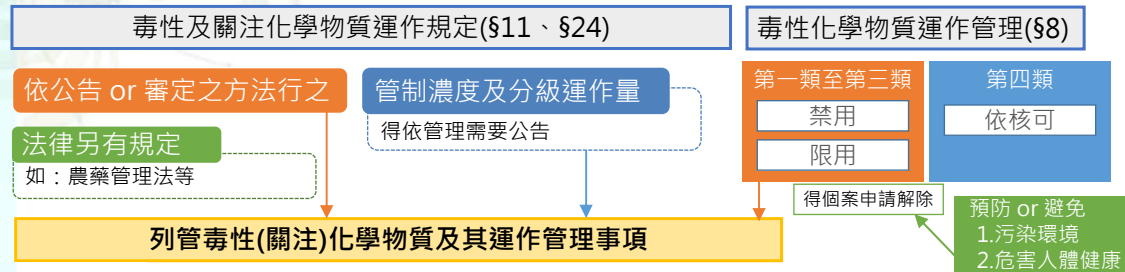 毒性及關注化學物質運作規定(§11、§24)
毒性化學物質運作管理(§8)
依公告 or 審定之方法行之
法律另有規定
如：農藥管理法等
管制濃度及分級運作量
得依管理需要公告
第一類至第三類
禁用
限用
第四類
依核可
得個案申請解除
預防 or 避免
1.污染環境
2.危害人體健康
列管毒性(關注)化學物質及其運作管理事項